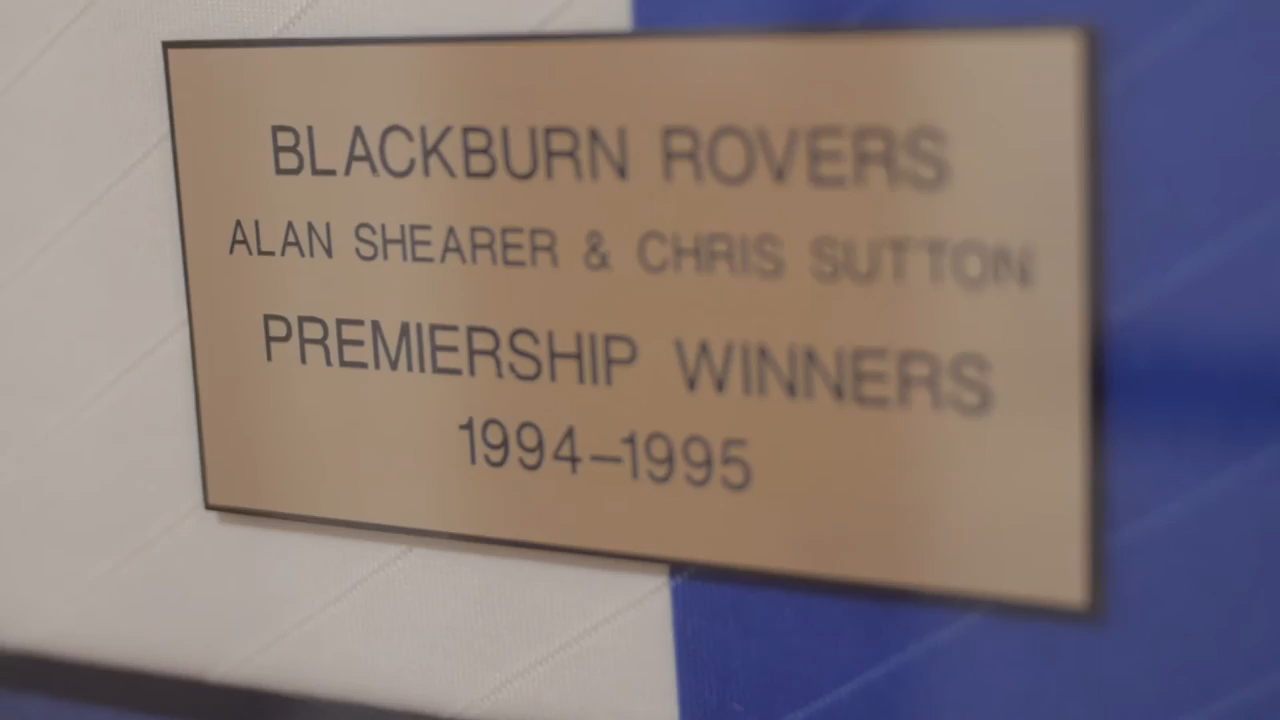 BLACKBURN ROVERS
ALAN SHEARER & CHRIS SUTTON
PREMIERSHIP WINNERS
1994-1995